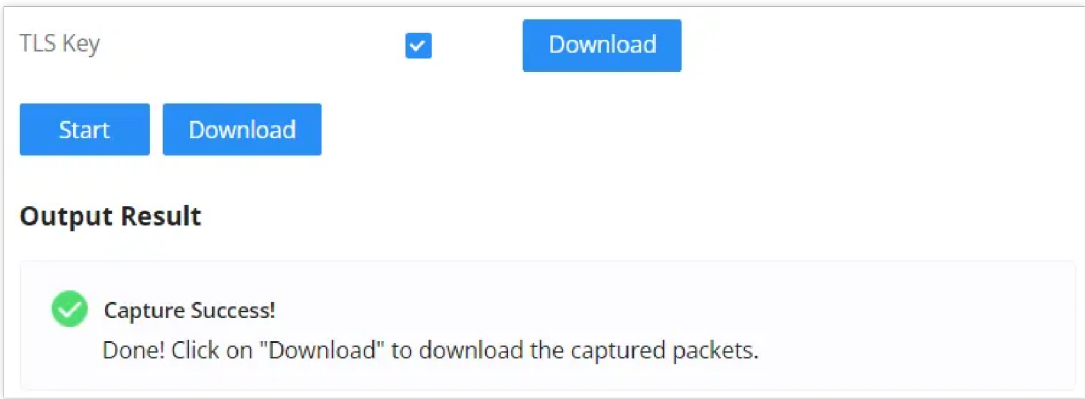 TLS Key Download
Start Download
Output Result
Capture Success!
Done! Click on "Download" to download the captured packets.